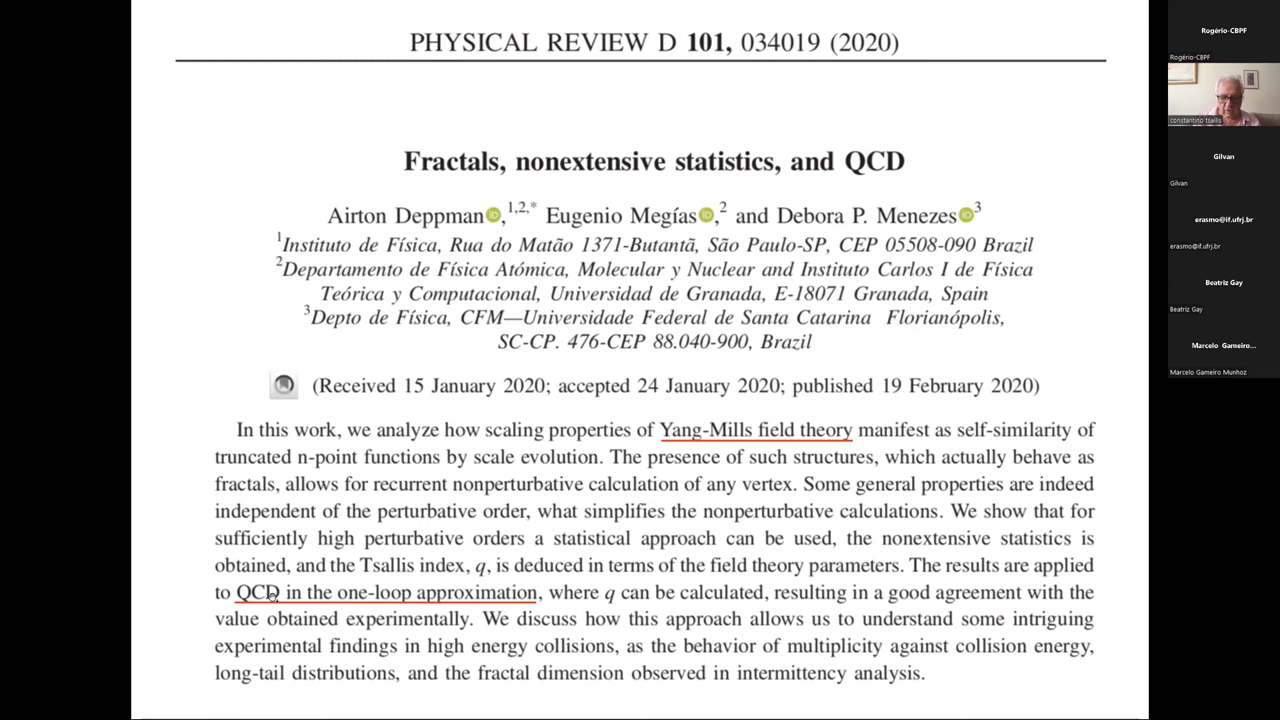 PHYSICAL REVIEW D 101, 034019 (2020)
Fractals, nonextensive statistics, and QCD
Airton Deppman,1,2,* Eugenio Megías,2 and Debora P. Menezes3
1Instituto de Física, Rua do Matão 1371-Butantã, São Paulo-SP, CEP 05508-090 Brazil
2Departamento de Física Atómica, Molecular y Nuclear and Instituto Carlos I de Física
Teórica y Computacional, Universidad de Granada, E-18071 Granada, Spain
3Depto de Física, CFM—Universidade Federal de Santa Catarina Florianópolis,
SC-CP. 476-CEP 88.040-900, Brazil
(Received 15 January 2020; accepted 24 January 2020; published 19 February 2020)
In this work, we analyze how scaling properties of Yang-Mills field theory manifest as self-similarity of
truncated n-point functions by scale evolution. The presence of such structures, which actually behave as
fractals, allows for recurrent nonperturbative calculation of any vertex. Some general properties are indeed
independent of the perturbative order, what simplifies the nonperturbative calculations. We show that for
sufficiently high perturbative orders a statistical approach can be used, the nonextensive statistics is
obtained, and the Tsallis index, q, is deduced in terms of the field theory parameters. The results are applied
to QCD in the one-loop approximation, where q can be calculated, resulting in a good agreement with the
value obtained experimentally. We discuss how this approach allows us to understand some intriguing
experimental findings in high energy collisions, as the behavior of multiplicity against collision energy,
long-tail distributions, and the fractal dimension observed in intermittency analysis.
Rogério-CBPF
Rogério-CBPF
constantino tsallis
Gilvan
Gilvan
erasmo@if.ufrj.br
erasmo@if.ufrj.br
Beatriz Gay
Beatriz Gay
Marcelo Gameiro...
Marcelo Gameiro Munhoz